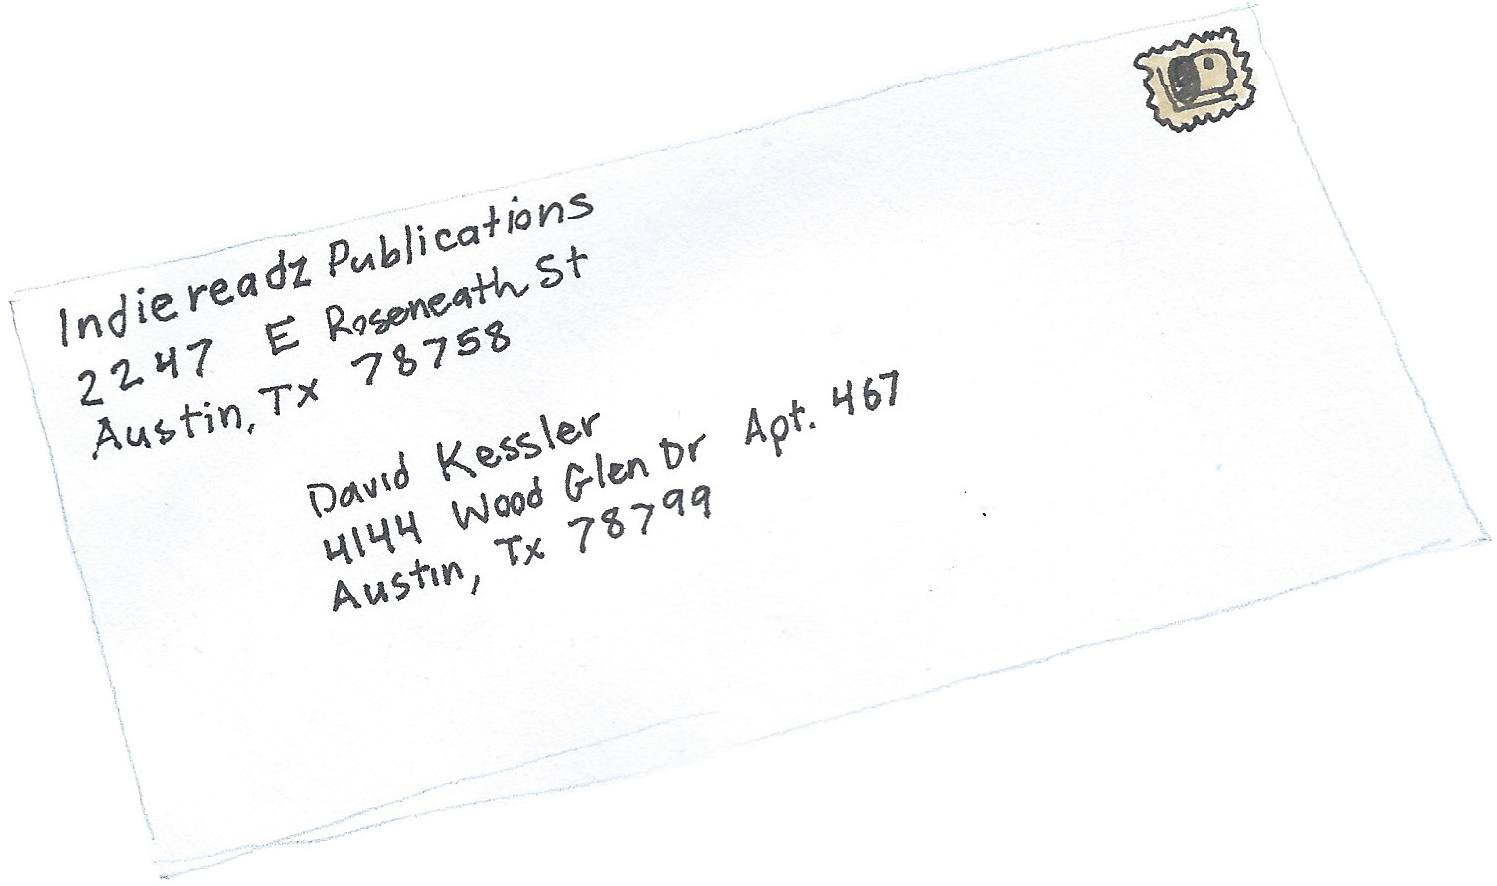 Indiereadz Publications
2247 E Roseneath St
Austin, TX 78758
David Kessler
4144 Wood Glen Dr Apt. 467
Austin, Tx 78799